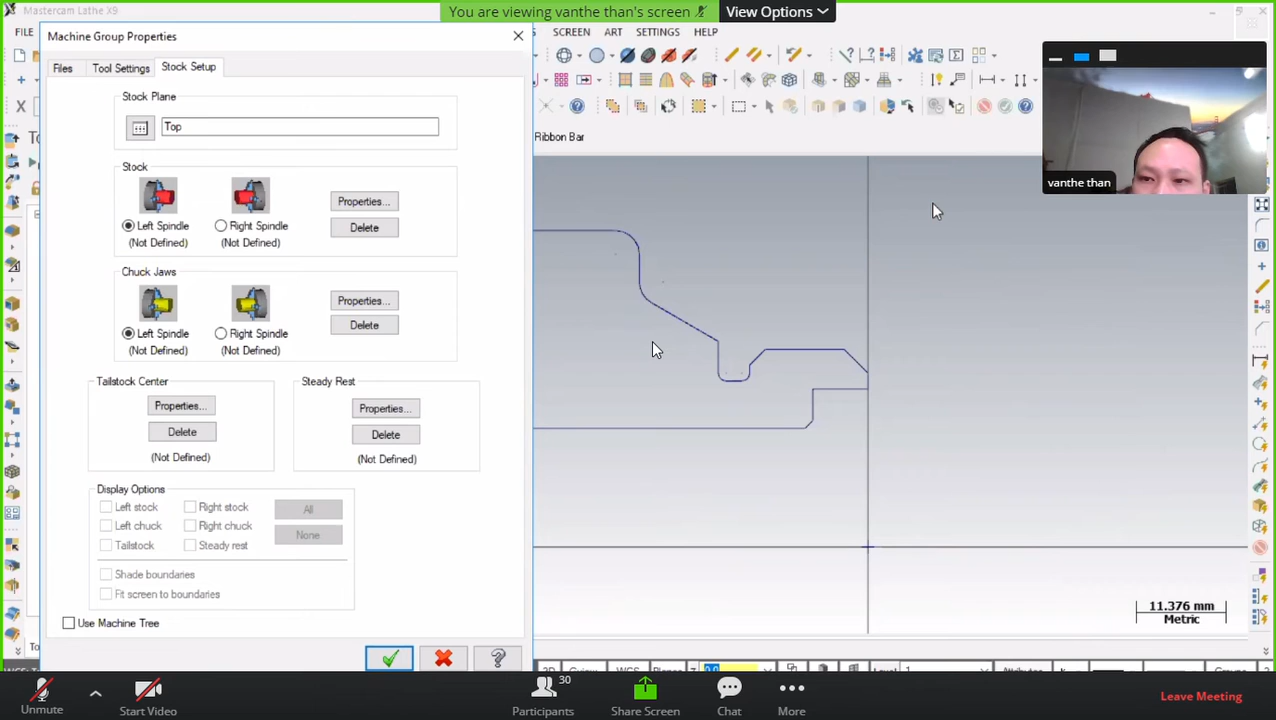 Mastercam Lathe X9
You are viewing vanthe than's screen
View Options
FILE
SCREEN ART SETTINGS HELP
Machine Group Properties
Files Tool Settings Stock Setup
Stock Plane
Top
Ribbon Bar
Stock
Left Spindle
(Not Defined)
Right Spindle
(Not Defined)
Properties...
Delete
vanthe than
Chuck Jaws
Left Spindle
(Not Defined)
Right Spindle
(Not Defined)
Properties...
Delete
Tailstock Center
Properties...
Delete
(Not Defined)
Steady Rest
Properties...
Delete
(Not Defined)
Display Options
Left stock Right stock All
Left chuck Right chuck None
Tailstock Steady rest
Shade boundaries
Fit screen to boundaries
Use Machine Tree
11.376 mm
Metric
Unmute
Start Video
Participants 30
Share Screen
Chat
More
Leave Meeting